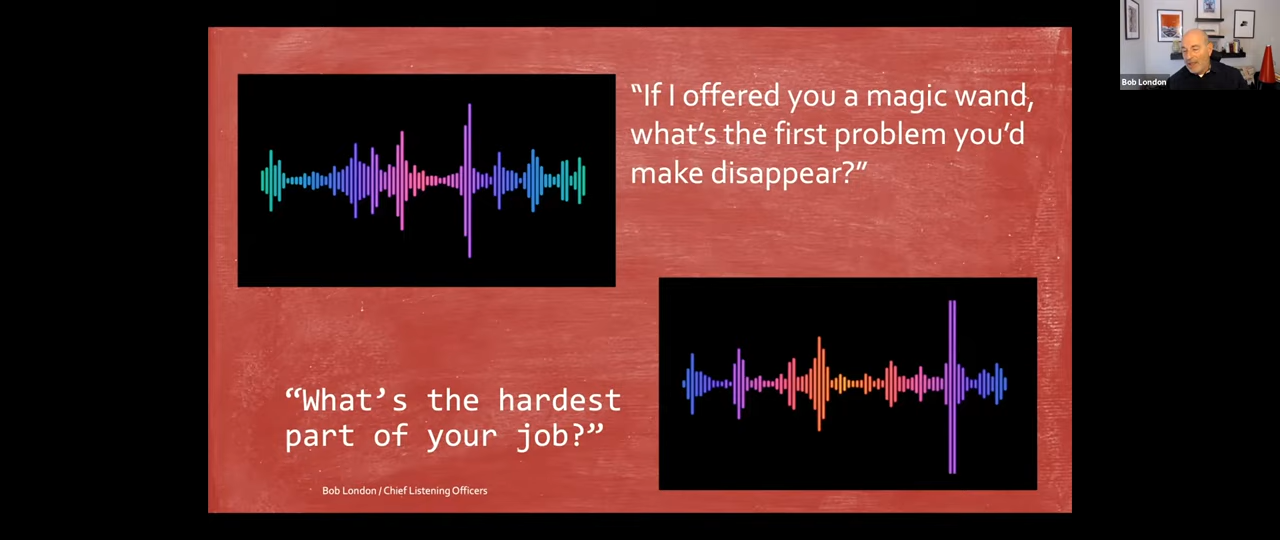 “If I offered you a magic wand,
what’s the first problem you’d
make disappear?”
“What’s the hardest
part of your job?”
Bob London / Chief Listening Officers
Bob London